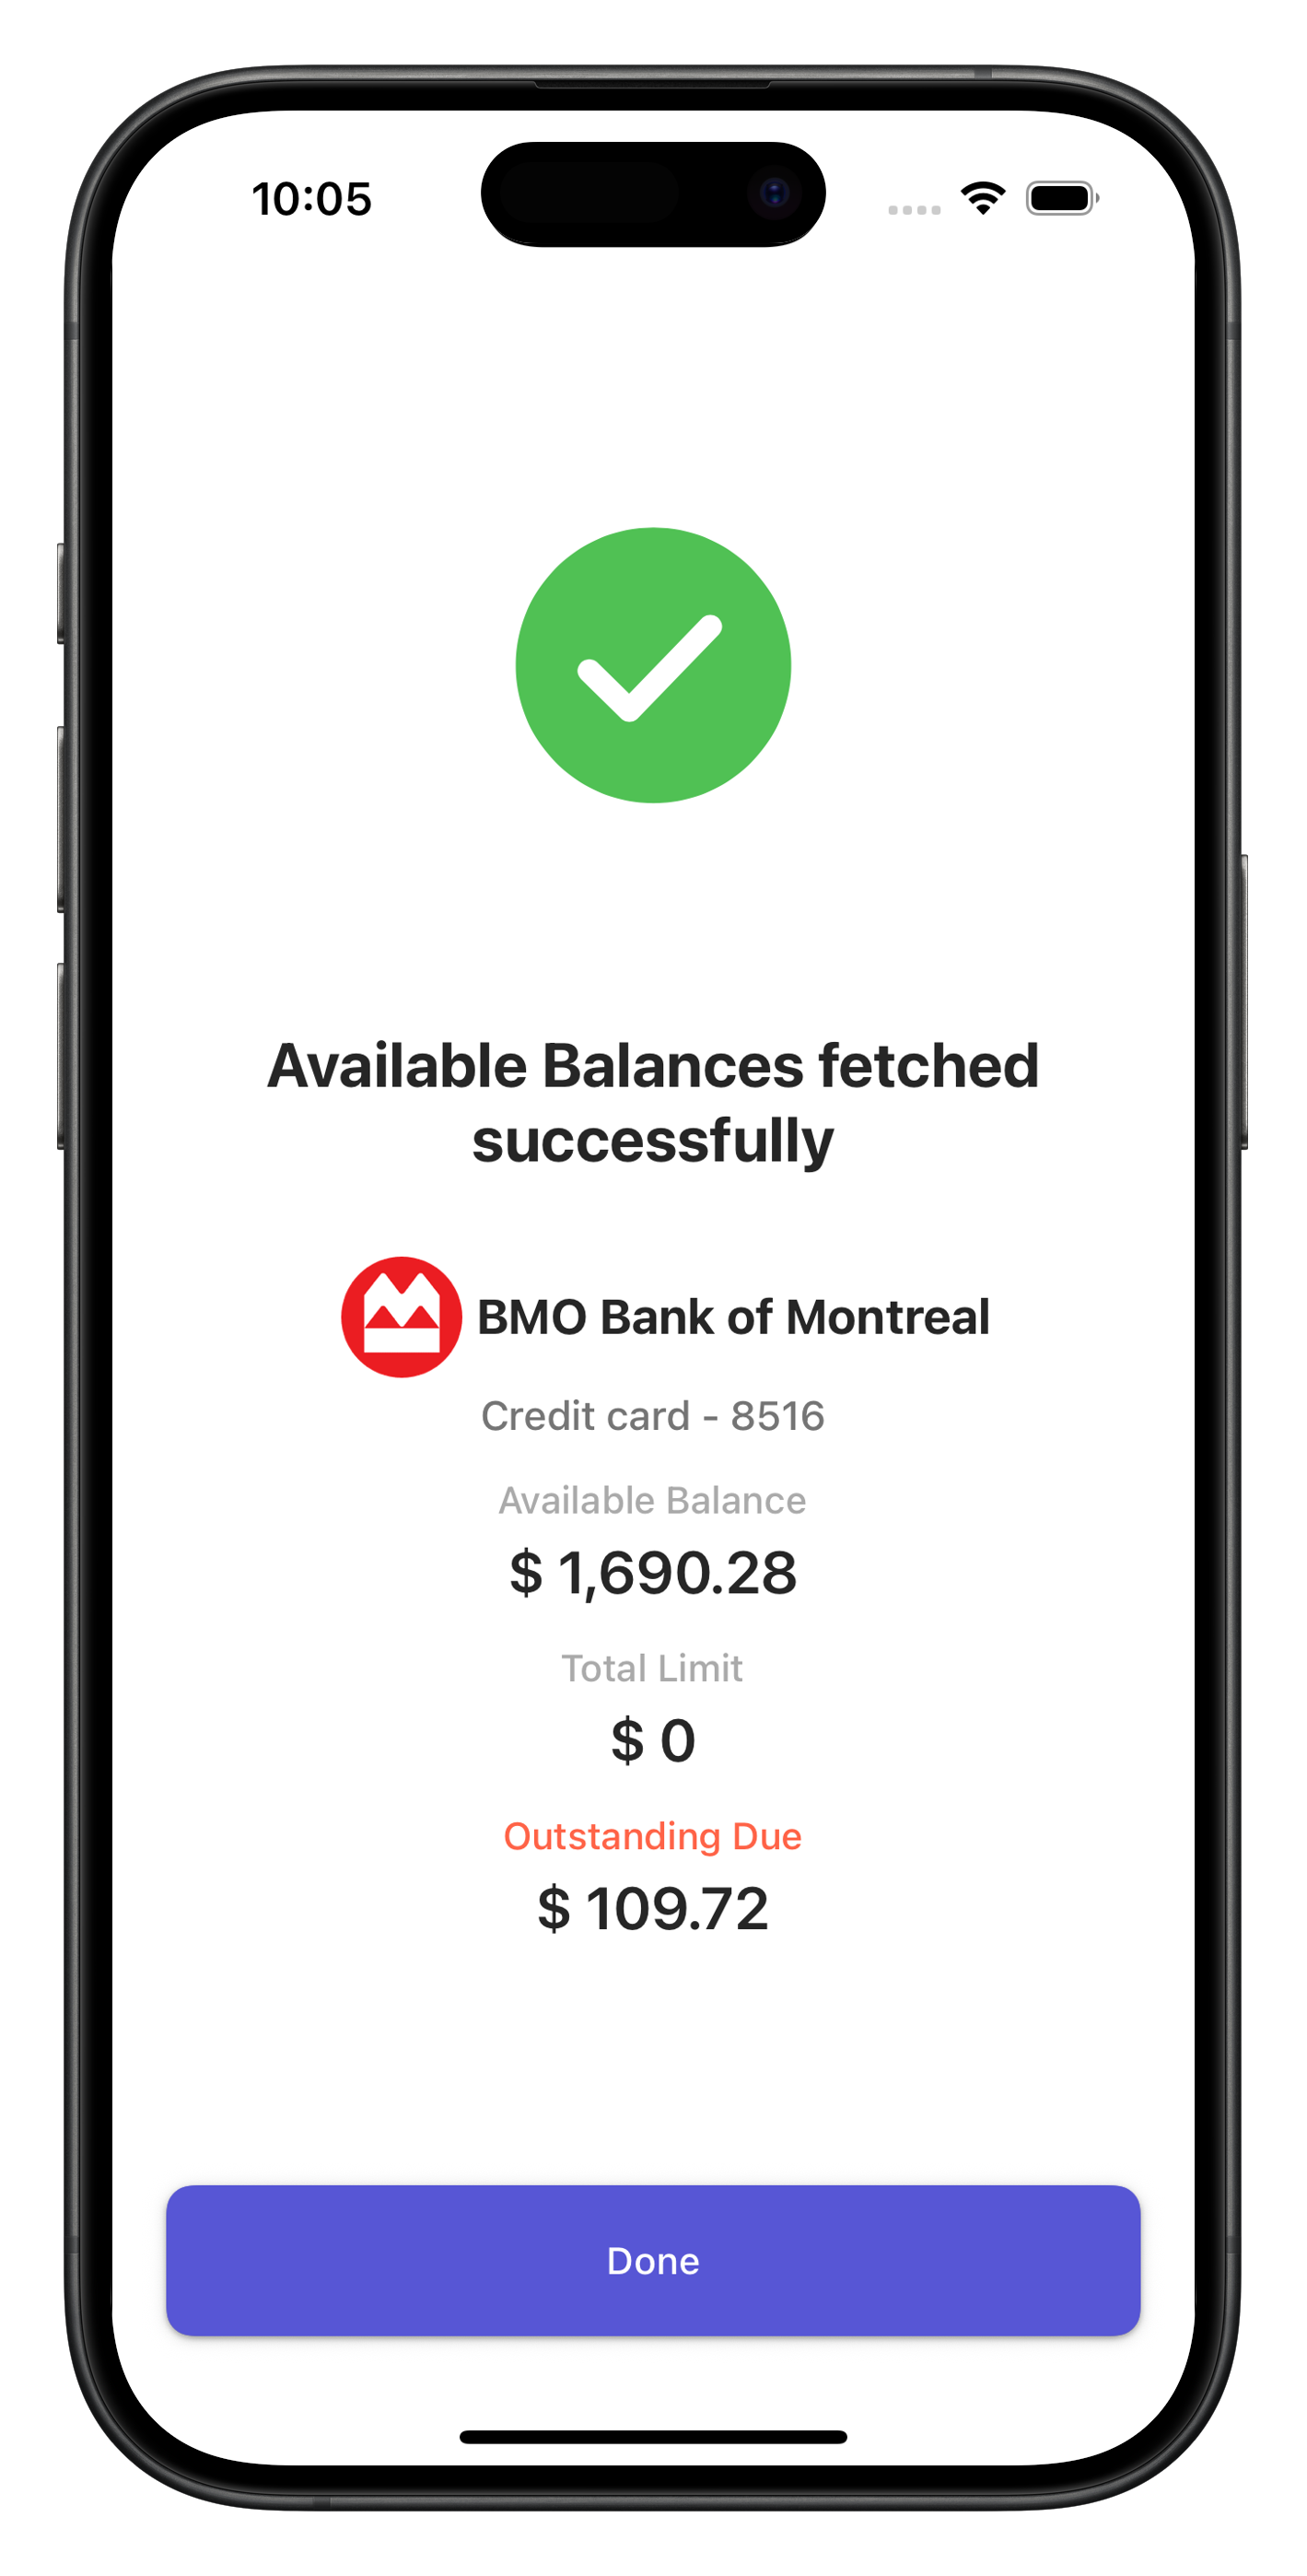 10:05
Available Balances fetched
successfully
BMO Bank of Montreal
Credit card - 8516
Available Balance
$ 1,690.28
Total Limit
$ 0
Outstanding Due
$ 109.72
Done